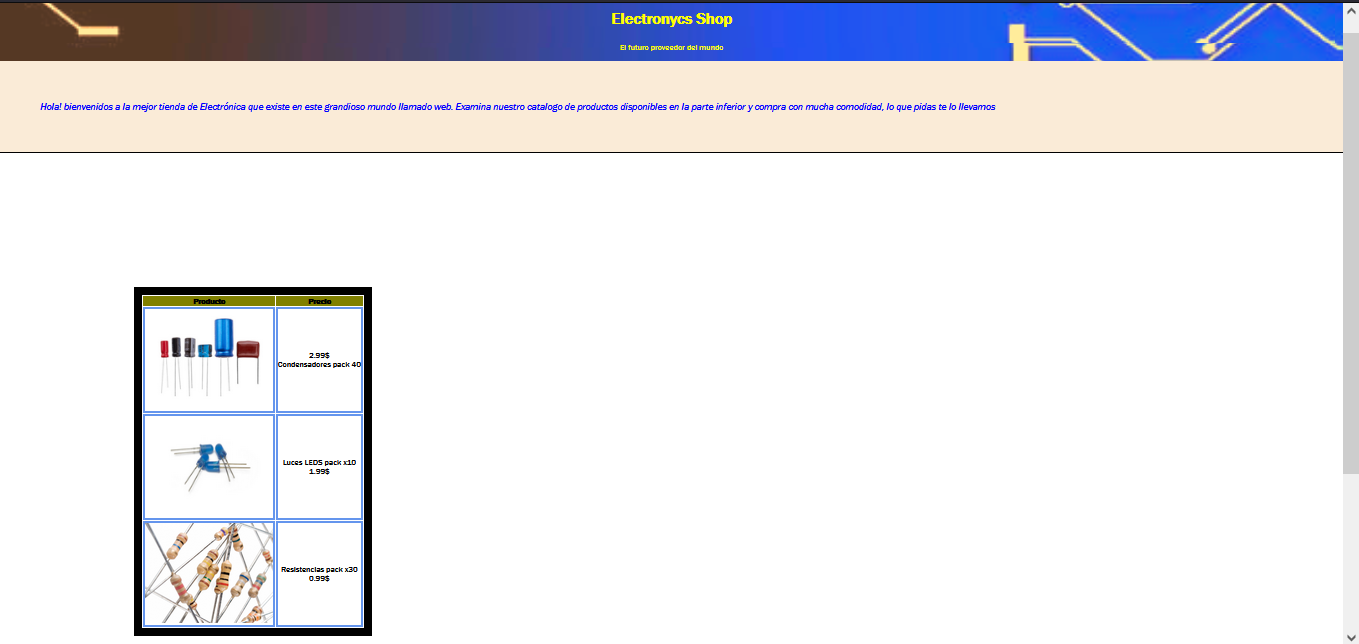 Electronycs Shop
El futuro proveedor del mundo
Hola! bienvenidos a la mejor tienda de Electrónica que existe en este grandioso mundo llamado web. Examina nuestro catalogo de productos disponibles en la parte inferior y compra con mucha comodidad, lo que pidas te lo llevamos
Producto Precio
2.99$
Condensadores pack 40
Luces LEDS pack x10
1.99$
Resistencias pack x30
0.99$